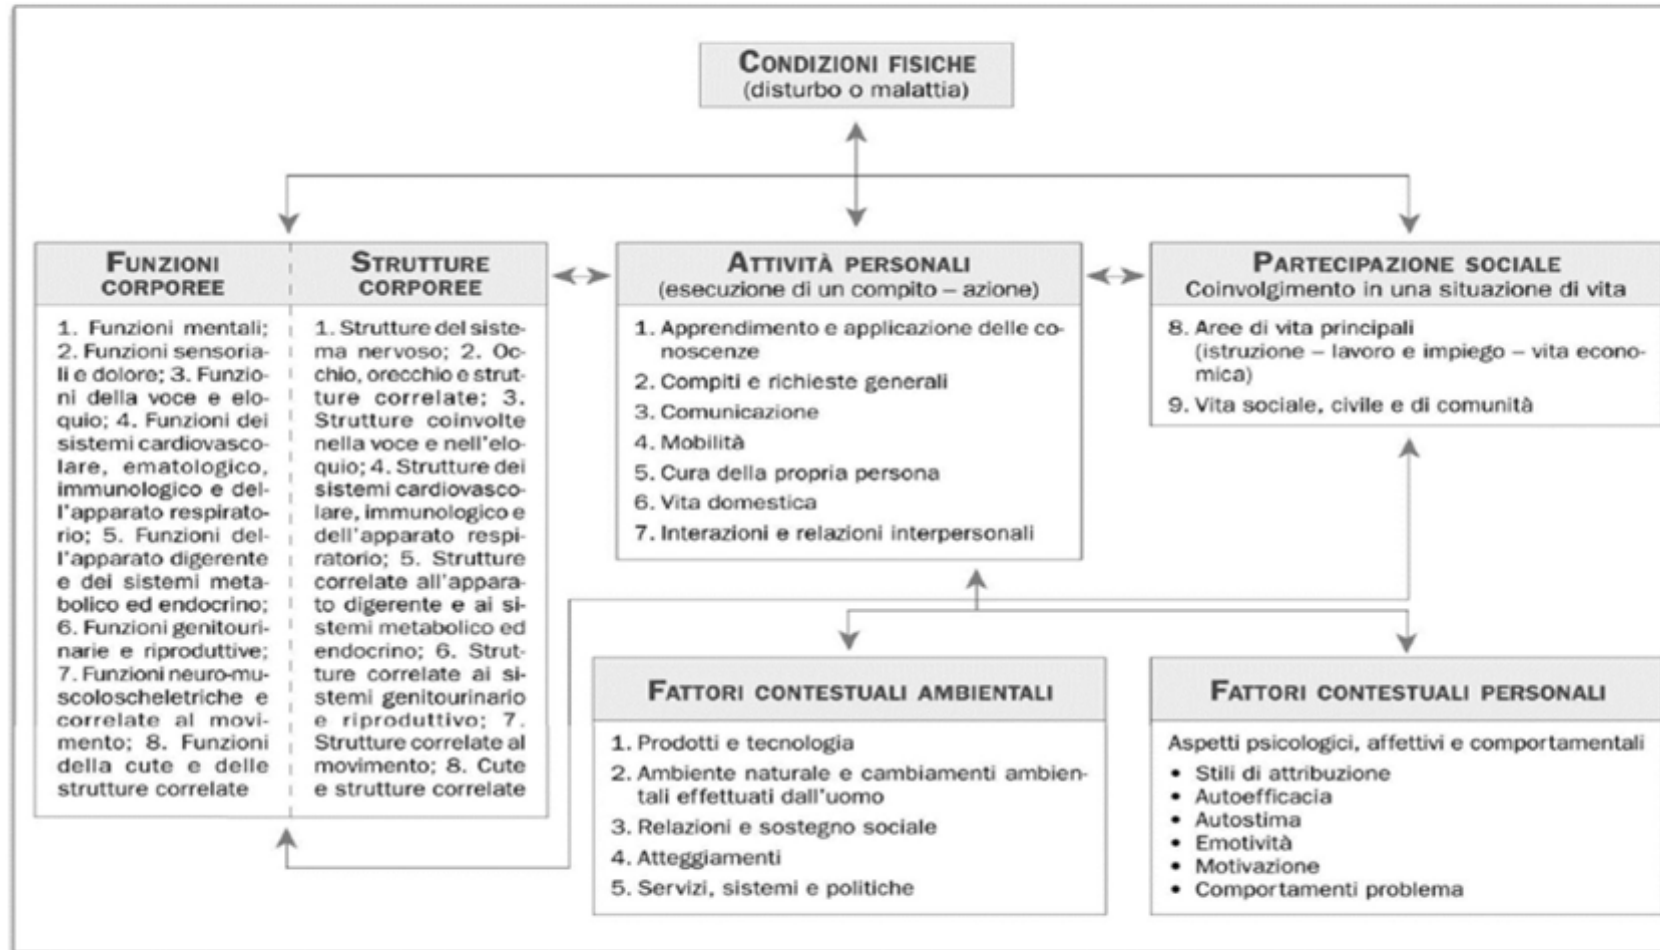 CONDIZIONI FISICHE
(disturbo o malattia)
FUNZIONI
CORPOREE
1. Funzioni mentali;
2. Funzioni sensoria-
li e dolore; 3. Funzio-
ni della voce e elo-
quio; 4. Funzioni dei
sistemi cardiovasco-
lare, ematologico,
immunologico e del-
l'apparato respirato-
rio; 5. Funzioni del-
l'apparato digerente
e dei sistemi meta-
bolico ed endocrino;
6. Funzioni genitouri-
narie e riproduttive;
7. Funzioni neuro-mu-
scoloscheletriche e
correlate al movi-
mento; 8. Funzioni
della cute e delle
strutture correlate
STRUTTURE
CORPOREE
1. Strutture del siste-
ma nervoso; 2. Oc-
chio, orecchio e strut-
ture correlate; 3.
Strutture coinvolte
nella voce e nell'elo-
quio; 4. Strutture dei
sistemi cardiovasco-
lare, immunologico e
dell'apparato respi-
ratorio; 5. Strutture
correlate all'appara-
to digerente e ai si-
stemi metabolico ed
endocrino; 6. Strut-
ture correlate ai si-
stemi genitourinario
e riproduttivo; 7.
Strutture correlate al
movimento; 8. Cute
e strutture correlate
ATTIVITÀ PERSONALI
(esecuzione di un compito – azione)
1. Apprendimento e applicazione delle co-
noscenze
2. Compiti e richieste generali
3. Comunicazione
4. Mobilità
5. Cura della propria persona
6. Vita domestica
7. Interazioni e relazioni interpersonali
PARTECIPAZIONE SOCIALE
Coinvolgimento in una situazione di vita
8. Aree di vita principali
(istruzione – lavoro e impiego – vita econo-
mica)
9. Vita sociale, civile e di comunità
FATTORI CONTESTUALI AMBIENTALI
1. Prodotti e tecnologia
2. Ambiente naturale e cambiamenti ambien-
tali effettuati dall'uomo
3. Relazioni e sostegno sociale
4. Atteggiamenti
5. Servizi, sistemi e politiche
FATTORI CONTESTUALI PERSONALI
Aspetti psicologici, affettivi e comportamentali
• Stili di attribuzione
• Autoefficacia
• Autostima
• Emotività
• Motivazione
• Comportamenti problema